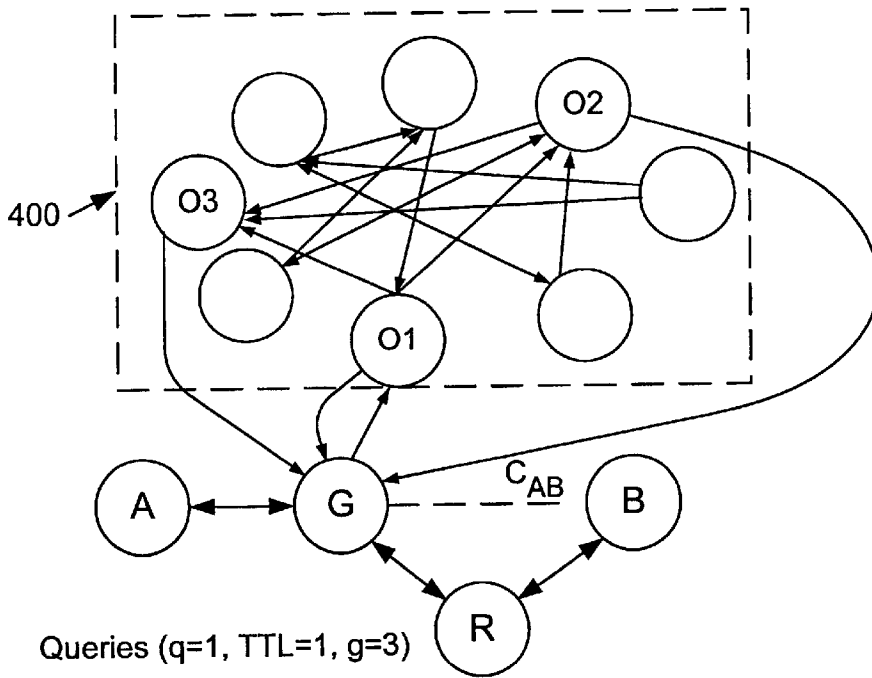 O2
O3
400
O1
C_AB
A
G
B
R
Queries (q=1, TTL=1, g=3)